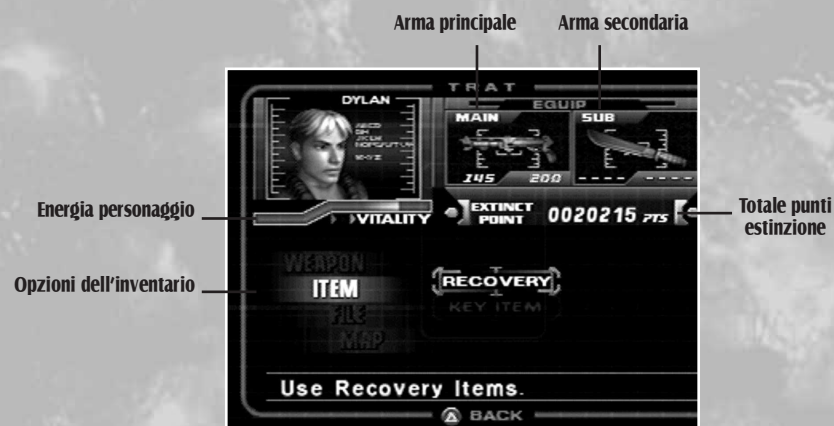 Arma principale
Arma secondaria
TRAT
DYLAN
EQUIP
MAIN
SUB
145 200
---- ----
Energia personaggio
VITALITY
EXTINCT
POINT
0020215 PTS
Totale punti
estinzione
Opzioni dell'inventario
WEAPON
ITEM
FILE
MAP
RECOVERY
KEY ITEM
Use Recovery Items.
BACK